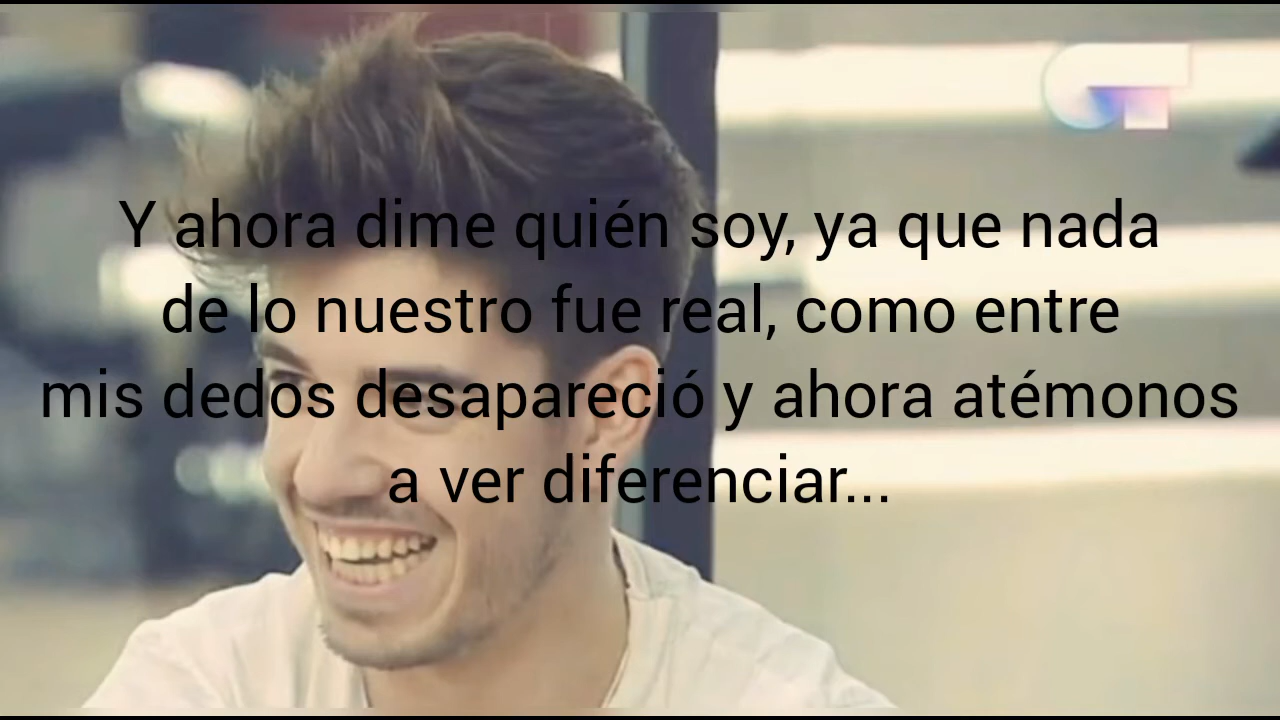 Y ahora dime quién soy, ya que nada
de lo nuestro fue real, como entre
mis dedos desapareció y ahora atémonos
a ver diferenciar...
OT